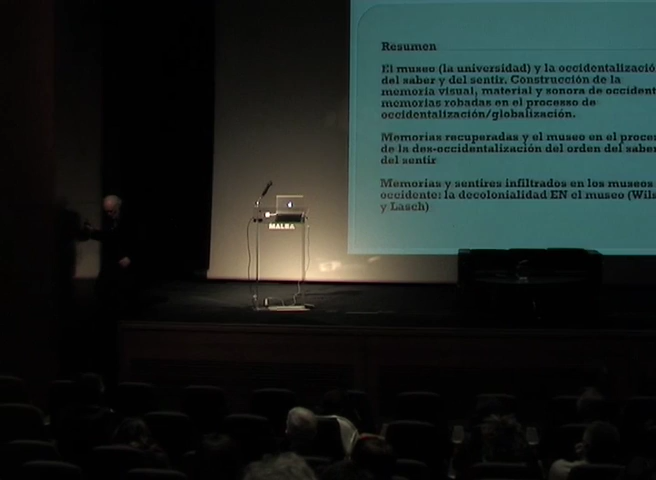 Resumen
El museo (la universidad) y la occidentalizació
del saber y del sentir. Construcción de la
memoria visual, material y sonora de occident
memorias robadas en el proceso de
occidentalización/globalización.
Memorias recuperadas y el museo en el proce
de la des-occidentalización del orden del saber
del sentir
Memorias y sentires infiltrados en los museos
occidente: la decolonialidad EN el museo (Wils
y Lasch)
MALBA